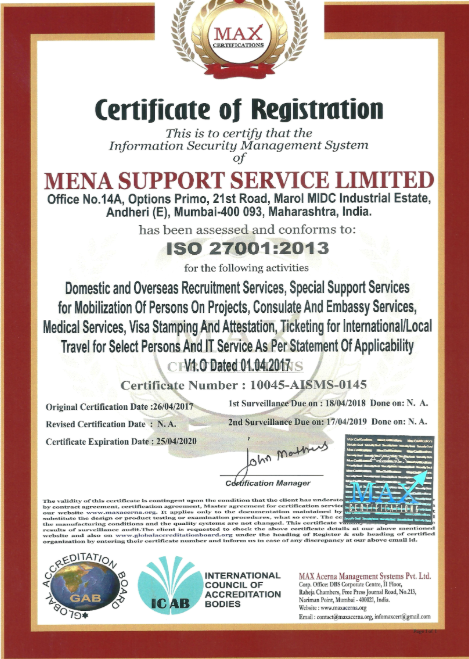 MAX
CERTIFICATIONS
Certificate of Registration
This is to certify that the
Information Security Management System
of
MENA SUPPORT SERVICE LIMITED
Office No.14A, Options Primo, 21st Road, Marol MIDC Industrial Estate,
Andheri (E), Mumbai-400 093, Maharashtra, India.
has been assessed and conforms to:
ISO 27001:2013
for the following activities
Domestic and Overseas Recruitment Services, Special Support Services
for Mobilization Of Persons On Projects, Consulate And Embassy Services,
Medical Services, Visa Stamping And Attestation, Ticketing for International/Local
Travel for Select Persons And IT Service As Per Statement Of Applicability
V1.O Dated 01.04.2017
Certificate Number : 10045-AISMS-0145
Original Certification Date :26/04/2017
1st Surveillance Due on : 18/04/2018 Done on: N. A.
Revised Certification Date : N. A.
2nd Surveillance Due on: 17/04/2019 Done on: N. A.
Certificate Expiration Date : 25/04/2020
John Mathius
Certification Manager
MAX
The validity of this certificate is contingent upon the condition that the client has
by contract agreement, certification agreement, Master agreement for certification
our website www.maxacerna.org. It applies only to the documentation maintained by
substitute the design or product testing or examination procedures, what so ever. The
the manufacturing conditions and the quality systems are not changed. This certificate
results of surveillance audit.The client is requested to check the above certificate details at our above mentioned
website and also on www.globalaccreditationboard.org under the heading of Register & sub heading of certified
organisation by entering their certificate number and inform us in case of any discrepancy at our above email Id.
GLOBAL ACCREDITATION BOARD
GAB
ICAB
INTERNATIONAL
COUNCIL OF
ACCREDITATION
BODIES
MAX Acerna Management Systems Pvt. Ltd.
Corp. Office: DBS Corporate Centre, II Floor,
Raheja Chambers, Free Press Journal Road, No.213,
Nariman Point, Mumbai - 400021, India.
Website : www.maxacerna.org
Email : contact@maxacerna.org, infomaxcert@gmail.com